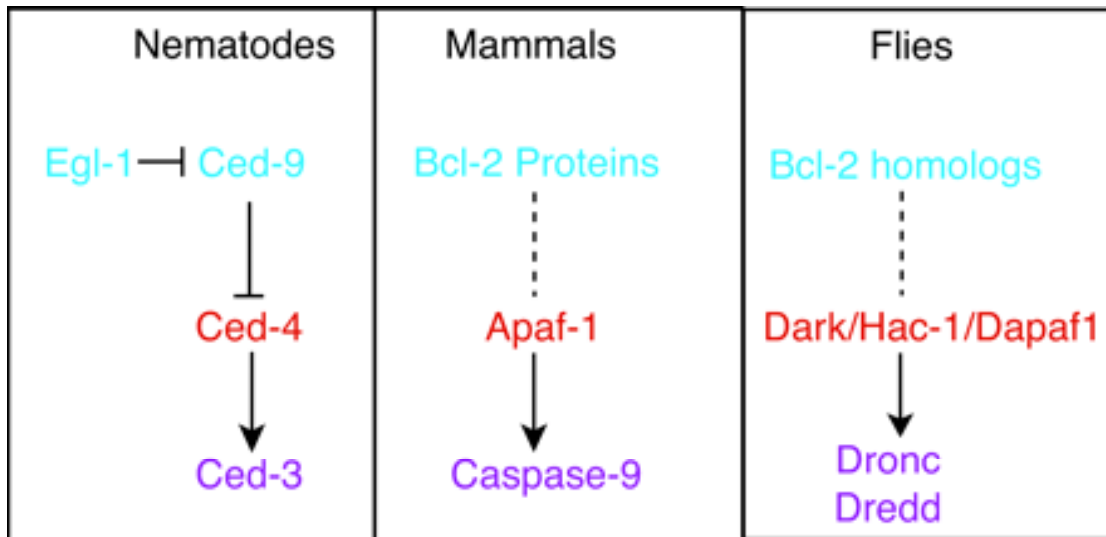 Nematodes
Egl-1 Ced-9
Ced-4
Ced-3
Mammals
Bcl-2 Proteins
Apaf-1
Caspase-9
Flies
Bcl-2 homologs
Dark/Hac-1/Dapaf1
Dronc
Dredd